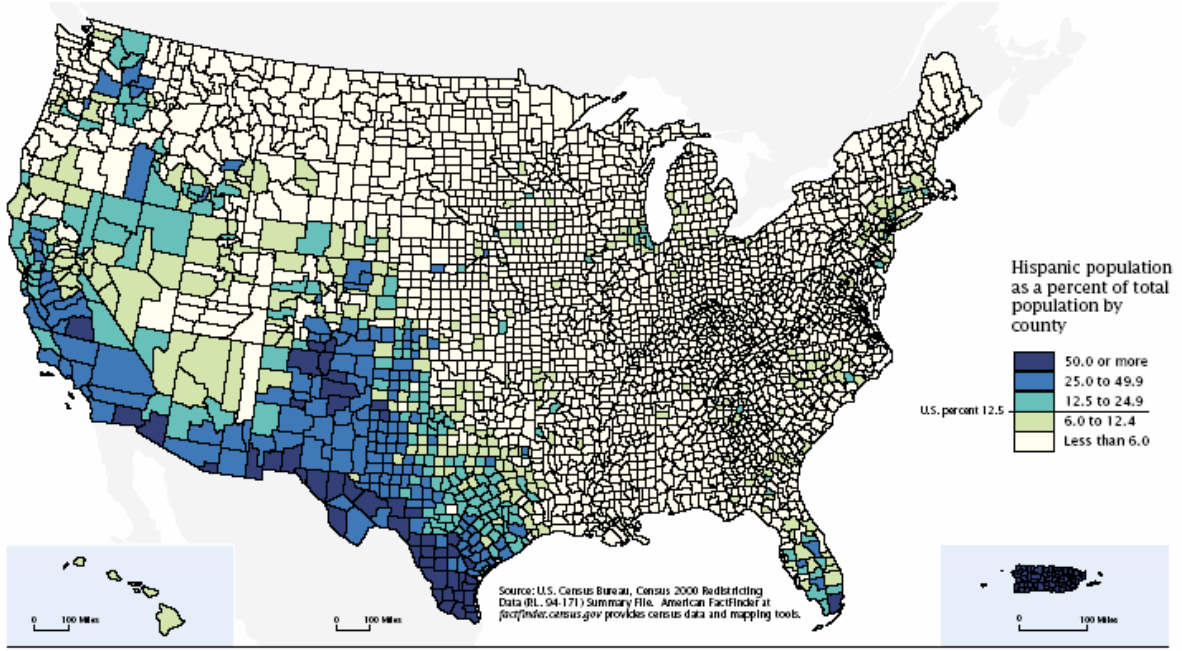 Hispanic population
as a percent of total
population by
county
50.0 or more
25.0 to 49.9
12.5 to 24.9
U.S. percent 12.5
6.0 to 12.4
Less than 6.0
Source: U.S. Census Bureau, Census 2000 Redistricting
Data (P.L. 94-171) Summary File. American FactFinder at
factfinder.census.gov provides census data and mapping tools.
0 100 Miles
0 100 Miles
0 100 Miles